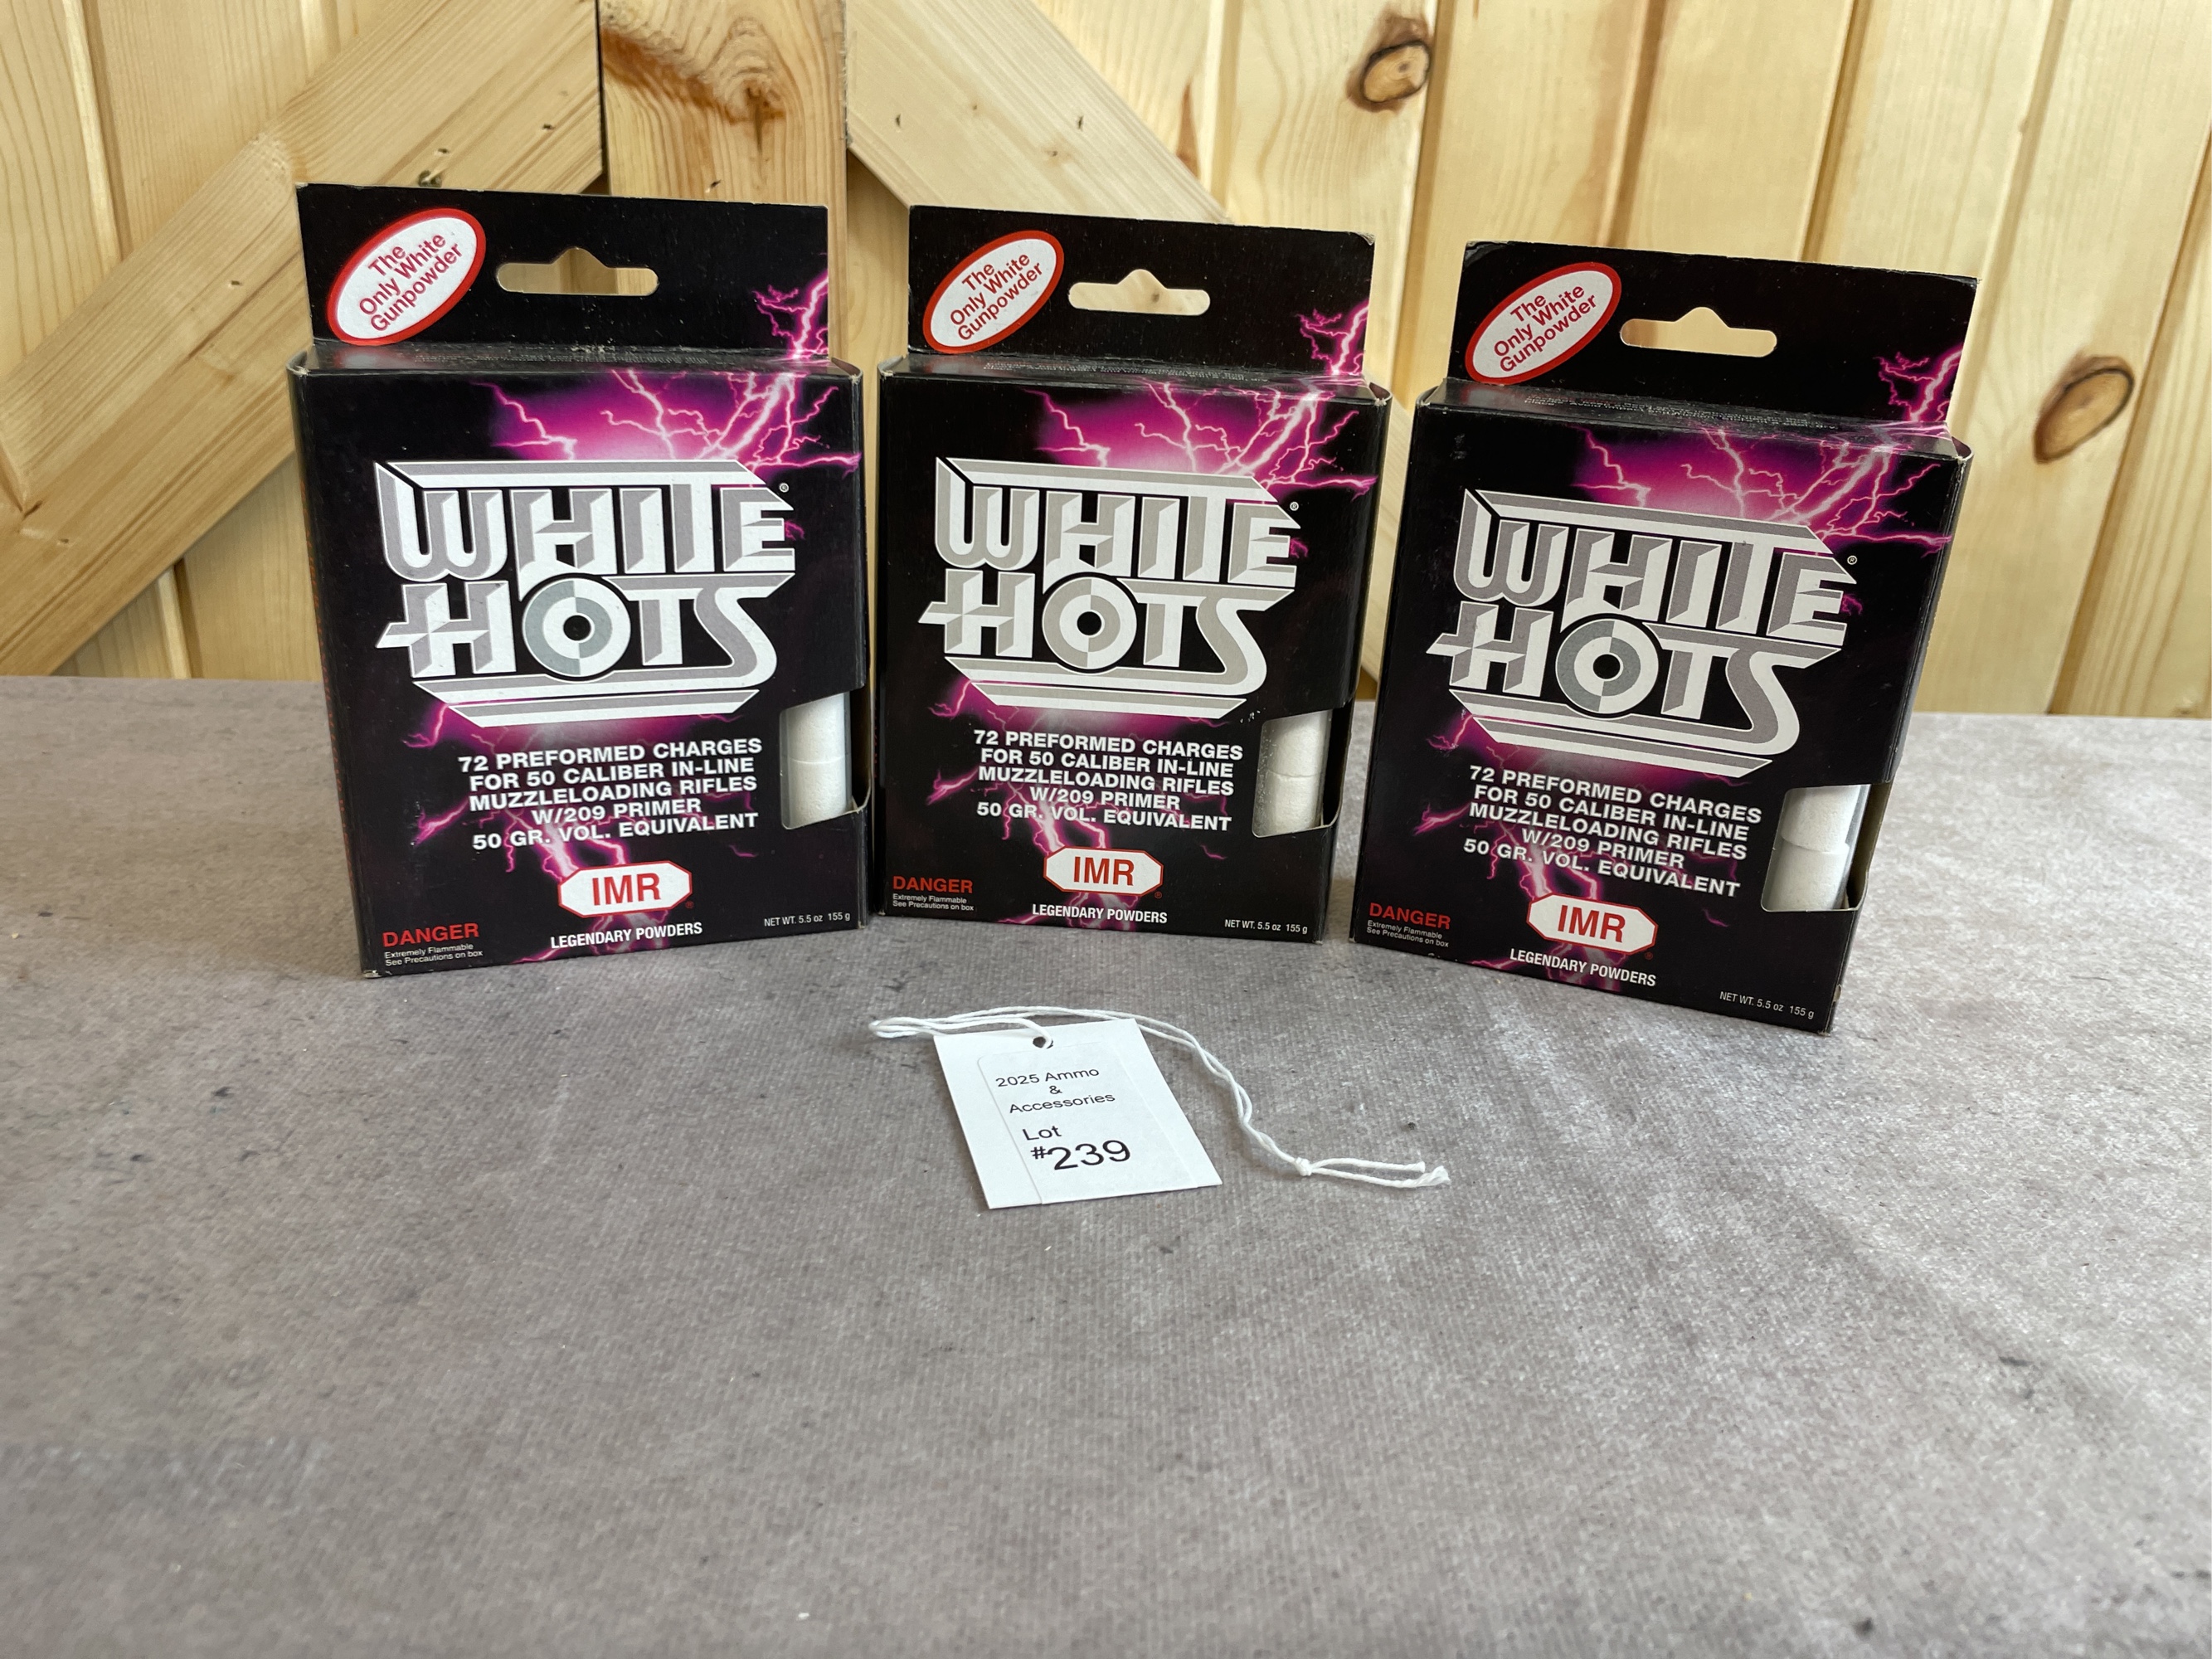 The
Only White
Gunpowder
WHITE
HOTS®
72 PREFORMED CHARGES
FOR 50 CALIBER IN-LINE
MUZZLELOADING RIFLES
W/209 PRIMER
50 GR. VOL. EQUIVALENT
IMR®
LEGENDARY POWDERS
DANGER
Extremely Flammable
See Precautions on box
NET WT. 5.5 oz 155 g
The
Only White
Gunpowder
WHITE
HOTS®
72 PREFORMED CHARGES
FOR 50 CALIBER IN-LINE
MUZZLELOADING RIFLES
W/209 PRIMER
50 GR. VOL. EQUIVALENT
IMR®
LEGENDARY POWDERS
DANGER
Extremely Flammable
See Precautions on box
NET WT. 5.5 oz 155 g
The
Only White
Gunpowder
WHITE
HOTS®
72 PREFORMED CHARGES
FOR 50 CALIBER IN-LINE
MUZZLELOADING RIFLES
W/209 PRIMER
50 GR. VOL. EQUIVALENT
IMR®
LEGENDARY POWDERS
DANGER
Extremely Flammable
See Precautions on box
NET WT. 5.5 oz 155 g
2025 Ammo
&
Accessories
Lot
#239